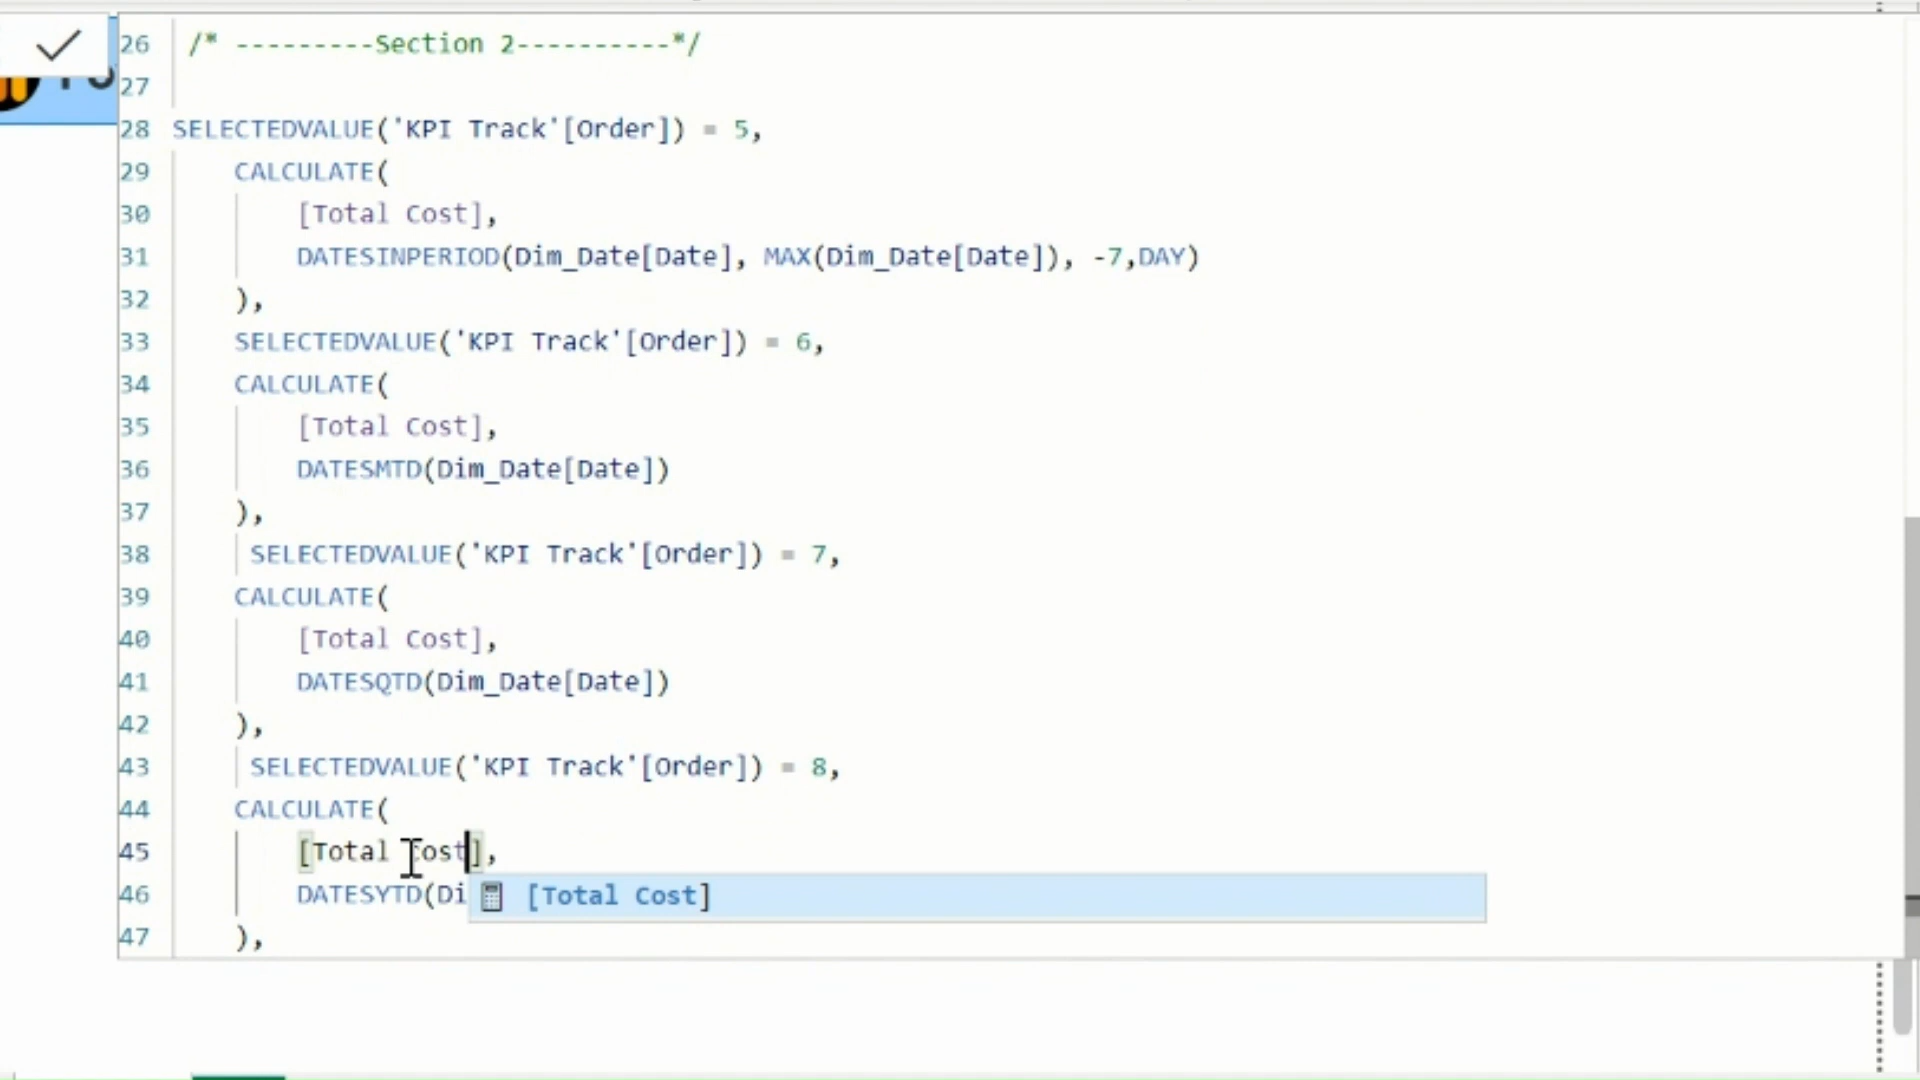 26 /* ---------Section 2----------*/
27
28 SELECTEDVALUE('KPI Track'[Order]) = 5,
29 CALCULATE(
30 [Total Cost],
31 DATESINPERIOD(Dim_Date[Date], MAX(Dim_Date[Date]), -7,DAY)
32 ),
33 SELECTEDVALUE('KPI Track'[Order]) = 6,
34 CALCULATE(
35 [Total Cost],
36 DATESMTD(Dim_Date[Date])
37 ),
38 SELECTEDVALUE('KPI Track'[Order]) = 7,
39 CALCULATE(
40 [Total Cost],
41 DATESQTD(Dim_Date[Date])
42 ),
43 SELECTEDVALUE('KPI Track'[Order]) = 8,
44 CALCULATE(
45 [Total Cost],
46 DATESYTD(Di
[Total Cost]
47 ),